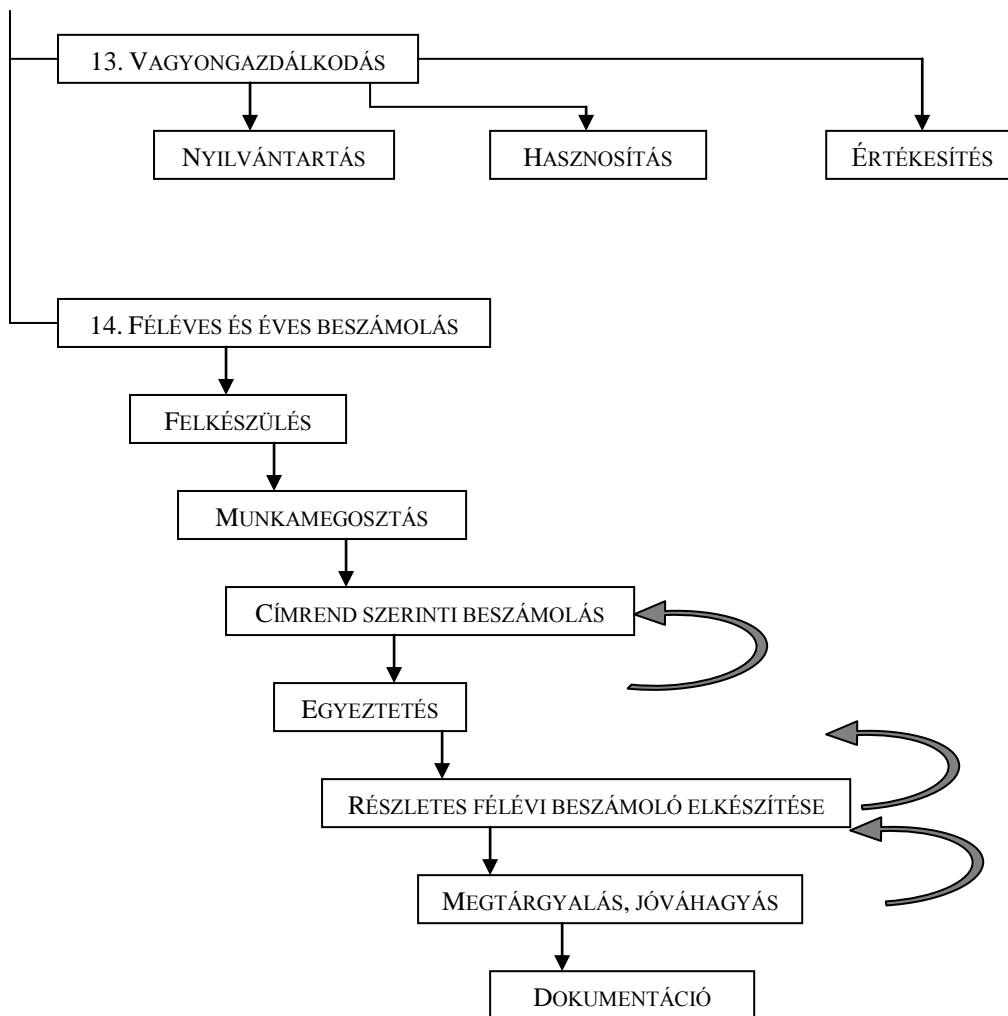 13. VAGYONGAZDÁLKODÁS
NYILVÁNTARTÁS
HASZNOSÍTÁS
ÉRTÉKESÍTÉS
14. FÉLÉVES ÉS ÉVES BESZÁMOLÁS
FELKÉSZÜLÉS
MUNKAMEGOSZTÁS
CÍMREND SZERINTI BESZÁMOLÁS
EGYEZTETÉS
RÉSZLETES FÉLÉVI BESZÁMOLÓ ELKÉSZÍTÉSE
MEGTÁRGYALÁS, JÓVÁHAGYÁS
DOKUMENTÁCIÓ